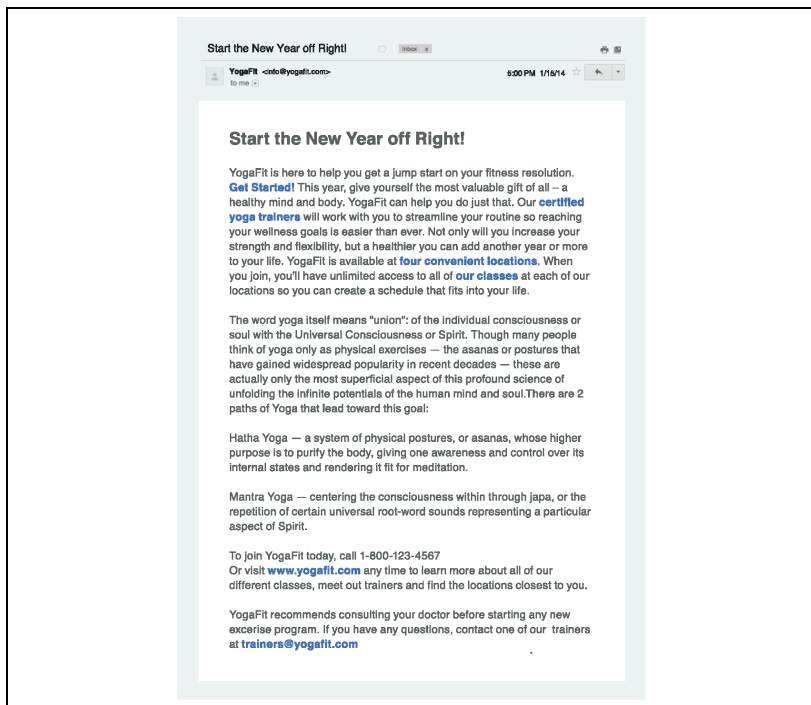 Start the New Year off Right!
Inbox x
YogaFit <info@yogafit.com>
5:00 PM 1/15/14
to me
Start the New Year off Right!
YogaFit is here to help you get a jump start on your fitness resolution.
Get Started! This year, give yourself the most valuable gift of all – a
healthy mind and body. YogaFit can help you do just that. Our certified
yoga trainers will work with you to streamline your routine so reaching
your wellness goals is easier than ever. Not only will you increase your
strength and flexibility, but a healthier you can add another year or more
to your life. YogaFit is available at four convenient locations. When
you join, you'll have unlimited access to all of our classes at each of our
locations so you can create a schedule that fits into your life.
The word yoga itself means "union": of the individual consciousness or
soul with the Universal Consciousness or Spirit. Though many people
think of yoga only as physical exercises — the asanas or postures that
have gained widespread popularity in recent decades — these are
actually only the most superficial aspect of this profound science of
unfolding the infinite potentials of the human mind and soul.There are 2
paths of Yoga that lead toward this goal:
Hatha Yoga — a system of physical postures, or asanas, whose higher
purpose is to purify the body, giving one awareness and control over its
internal states and rendering it fit for meditation.
Mantra Yoga — centering the consciousness within through japa, or the
repetition of certain universal root-word sounds representing a particular
aspect of Spirit.
To join YogaFit today, call 1-800-123-4567
Or visit www.yogafit.com any time to learn more about all of our
different classes, meet out trainers and find the locations closest to you.
YogaFit recommends consulting your doctor before starting any new
excerise program. If you have any questions, contact one of our trainers
at trainers@yogafit.com